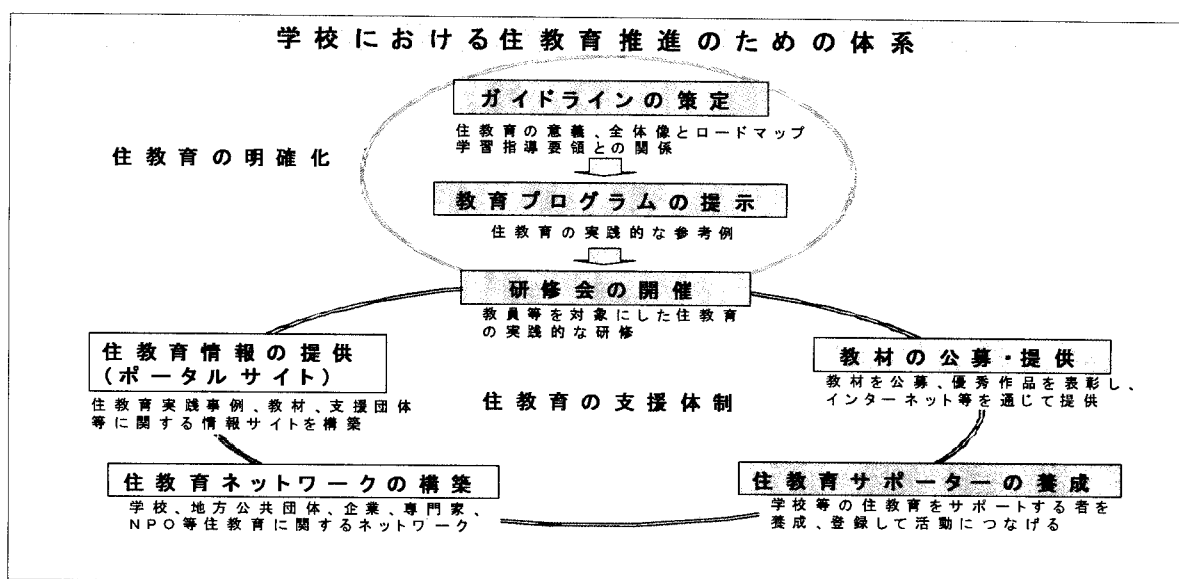 学校における住教育推進のための体系
ガイドラインの策定
住教育の意義、全体像とロードマップ
学習指導要領との関係
住教育の明確化
教育プログラムの提示
住教育の実践的な参考例
研修会の開催
教員等を対象にした住教育
の実践的な研修
住教育情報の提供
(ポータルサイト)
住教育実践事例、教材、支援団体
等に関する情報サイトを構築
住教育の支援体制
教材の公募・提供
教材を公募、優秀作品を表彰し、
インターネット等を通じて提供
住教育ネットワークの構築
学校、地方公共団体、企業、専門家、
NPO等住教育に関するネットワーク
住教育サポーターの養成
学校等の住教育をサポートする者を
養成、登録して活動につなげる